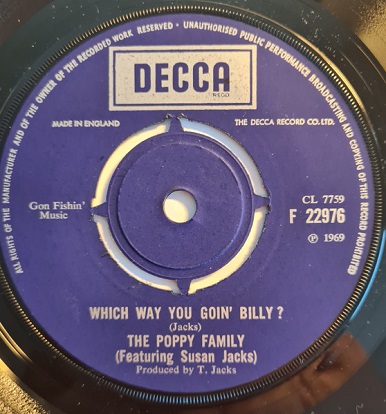 ALL RIGHTS OF THE MANUFACTURER AND OF THE OWNER OF THE RECORDED WORK RESERVED · UNAUTHORISED PUBLIC PERFORMANCE BROADCASTING AND COPYING OF THIS RECORD PROHIBITED
DECCA
REGD
MADE IN ENGLAND
THE DECCA RECORD CO. LTD.
Gon Fishin'
Music
CL 7759
F 22976
Ⓟ 1969
WHICH WAY YOU GOIN' BILLY?
(Jacks)
THE POPPY FAMILY
(Featuring Susan Jacks)
Produced by T. Jacks